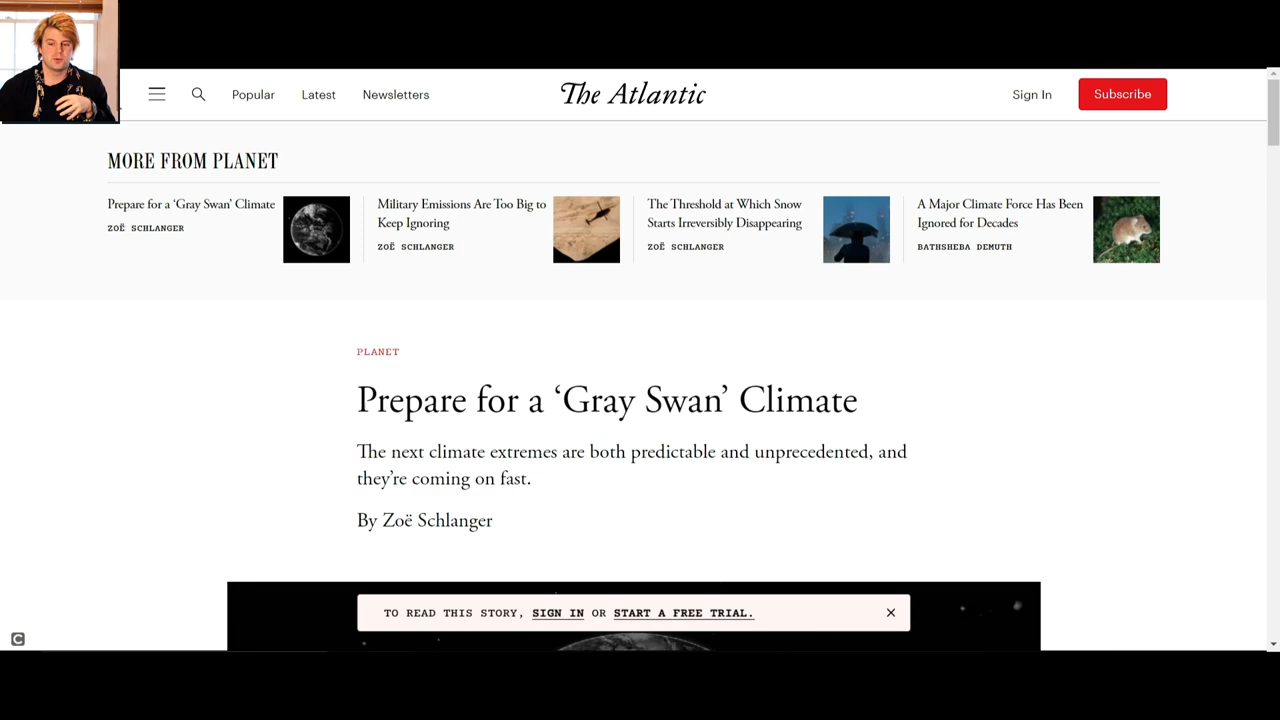 Popular
Latest
Newsletters
The Atlantic
Sign In
Subscribe
MORE FROM PLANET
Prepare for a ‘Gray Swan’ Climate
ZOË SCHLANGER
Military Emissions Are Too Big to
Keep Ignoring
ZOË SCHLANGER
The Threshold at Which Snow
Starts Irreversibly Disappearing
ZOË SCHLANGER
A Major Climate Force Has Been
Ignored for Decades
BATHSHEBA DEMUTH
PLANET
Prepare for a ‘Gray Swan’ Climate
The next climate extremes are both predictable and unprecedented, and
they’re coming on fast.
By Zoë Schlanger
TO READ THIS STORY, SIGN IN OR START A FREE TRIAL.
C